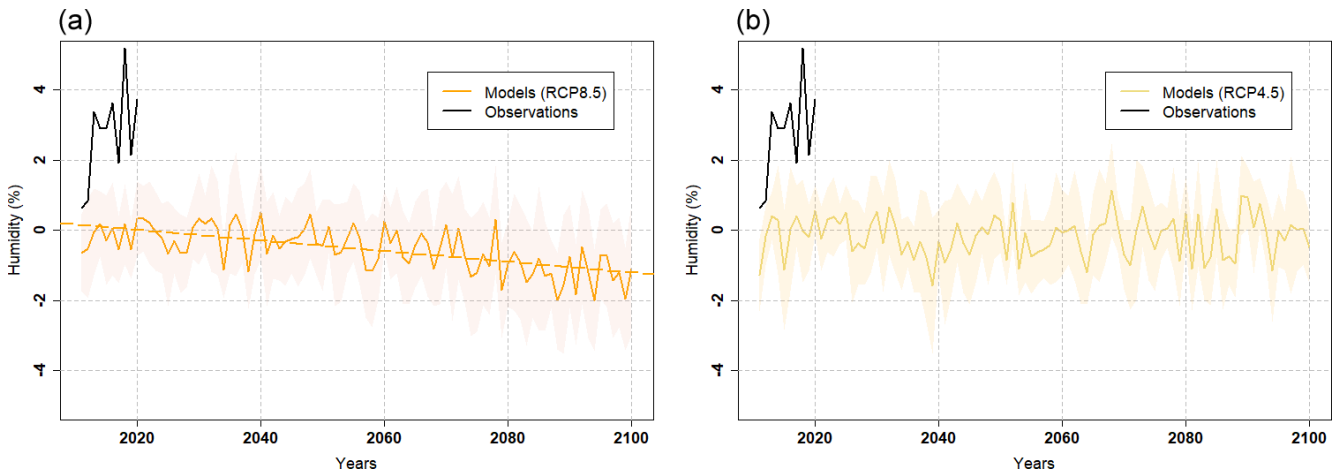 (a)
Humidity (%)
4
2
0
-2
-4
Models (RCP8.5)
Observations
2020
2040
2060
2080
2100
Years
(b)
Humidity (%)
4
2
0
-2
-4
Models (RCP4.5)
Observations
2020
2040
2060
2080
2100
Years